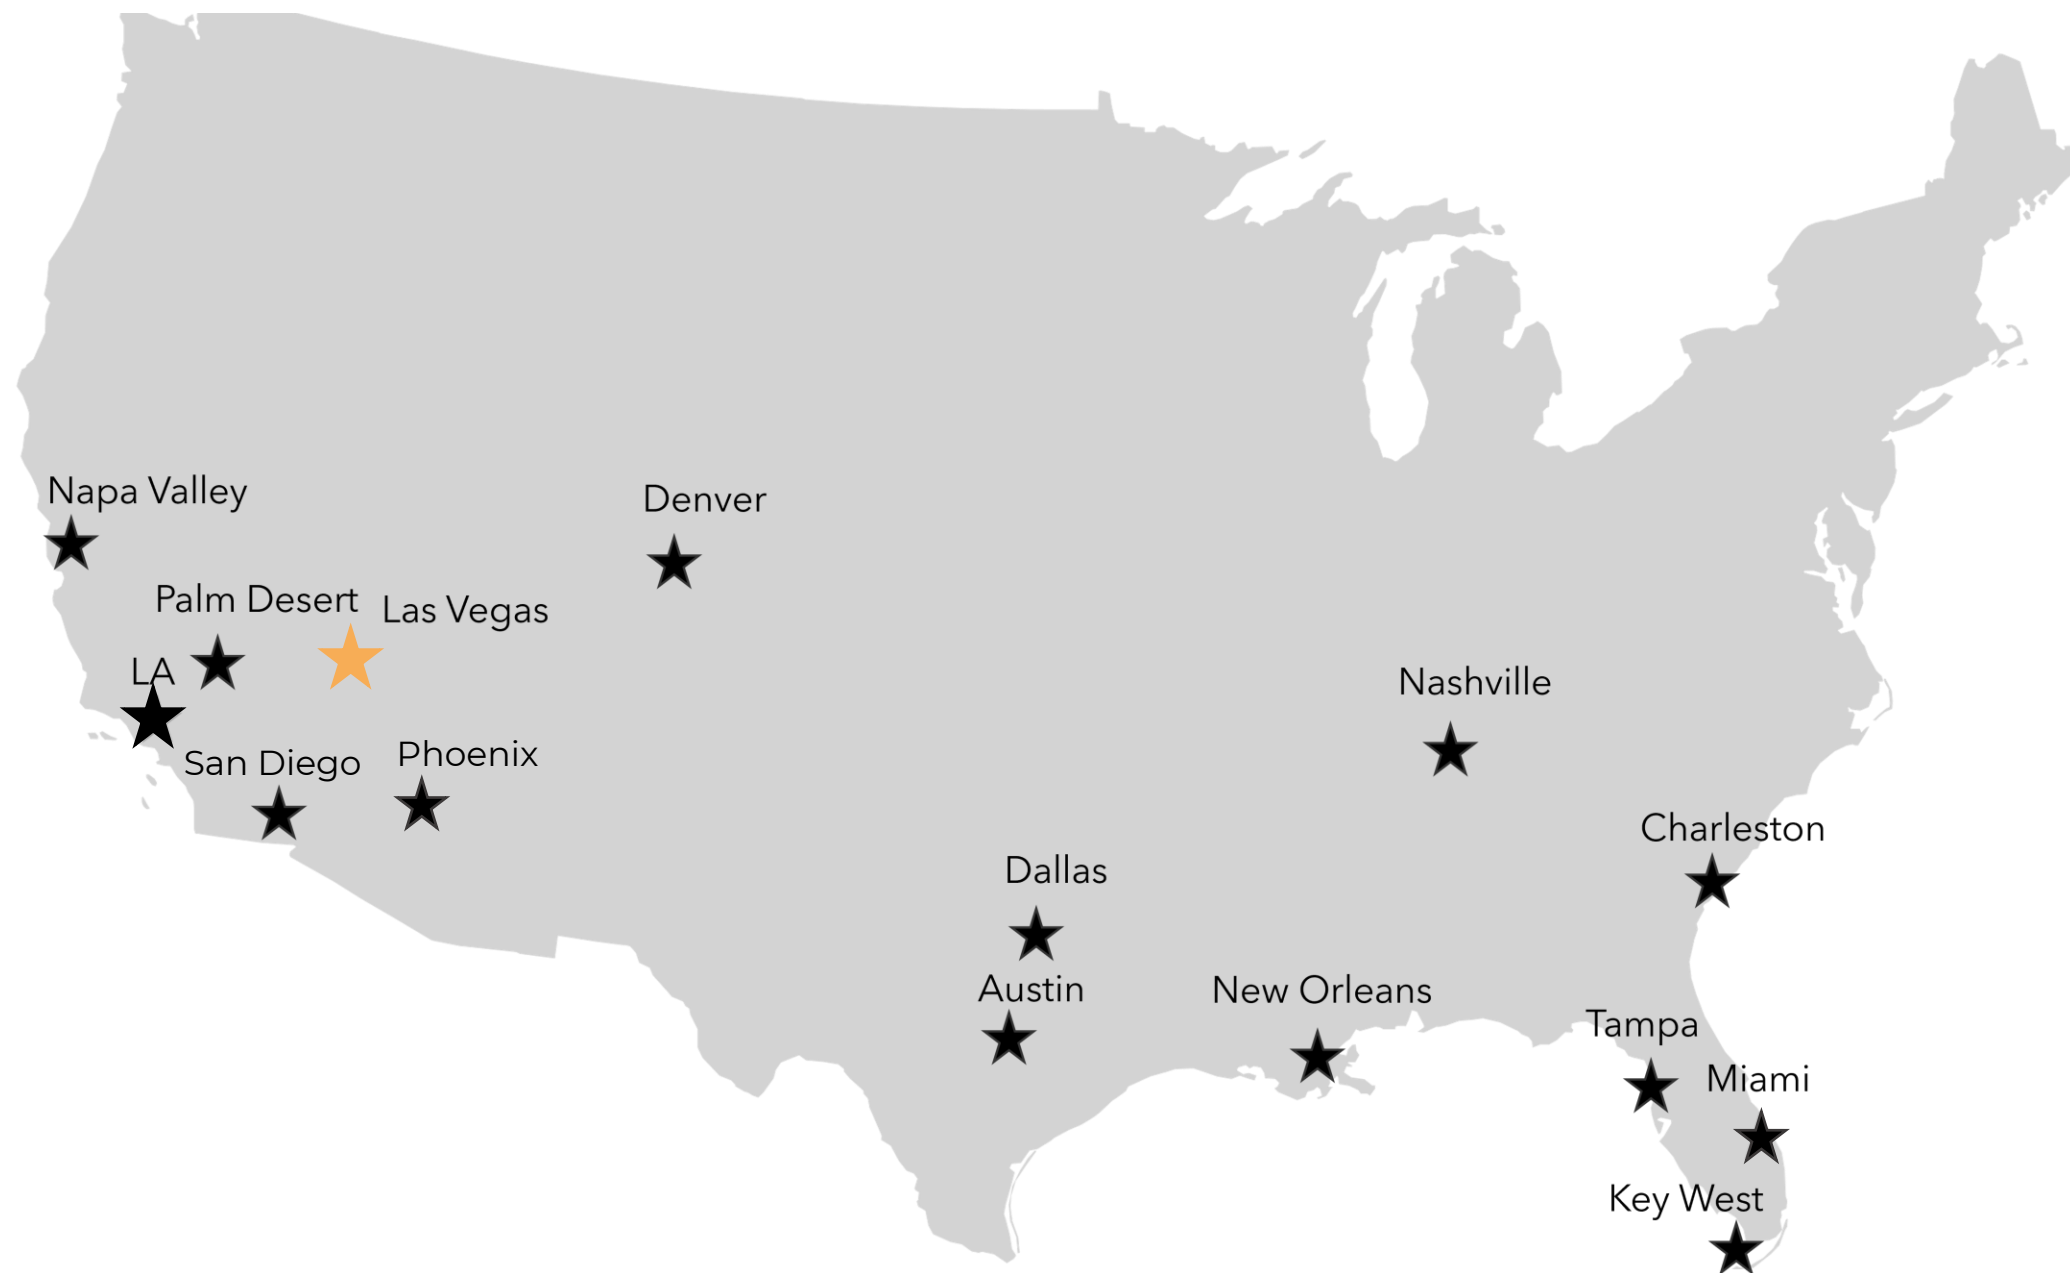 Napa Valley
Denver
Palm Desert
Las Vegas
LA
Nashville
San Diego
Phoenix
Charleston
Dallas
Austin
New Orleans
Tampa
Miami
Key West